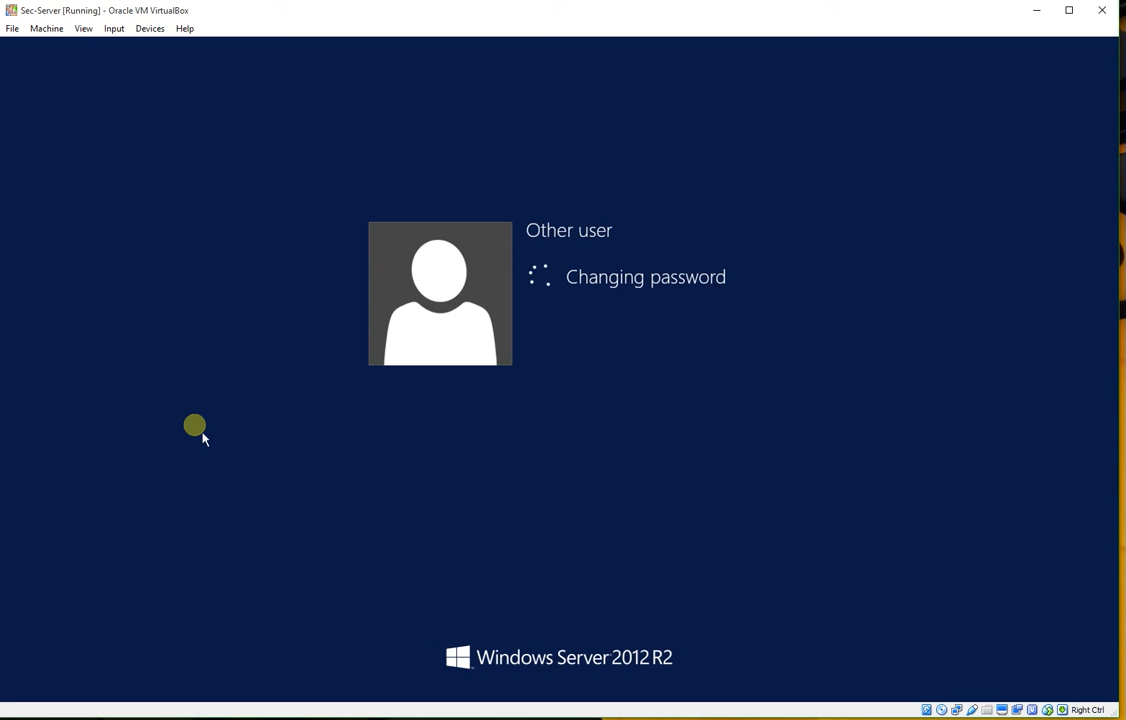 Sec-Server [Running] - Oracle VM VirtualBox
File Machine View Input Devices Help
Other user
Changing password
Windows Server 2012 R2
Right Ctrl